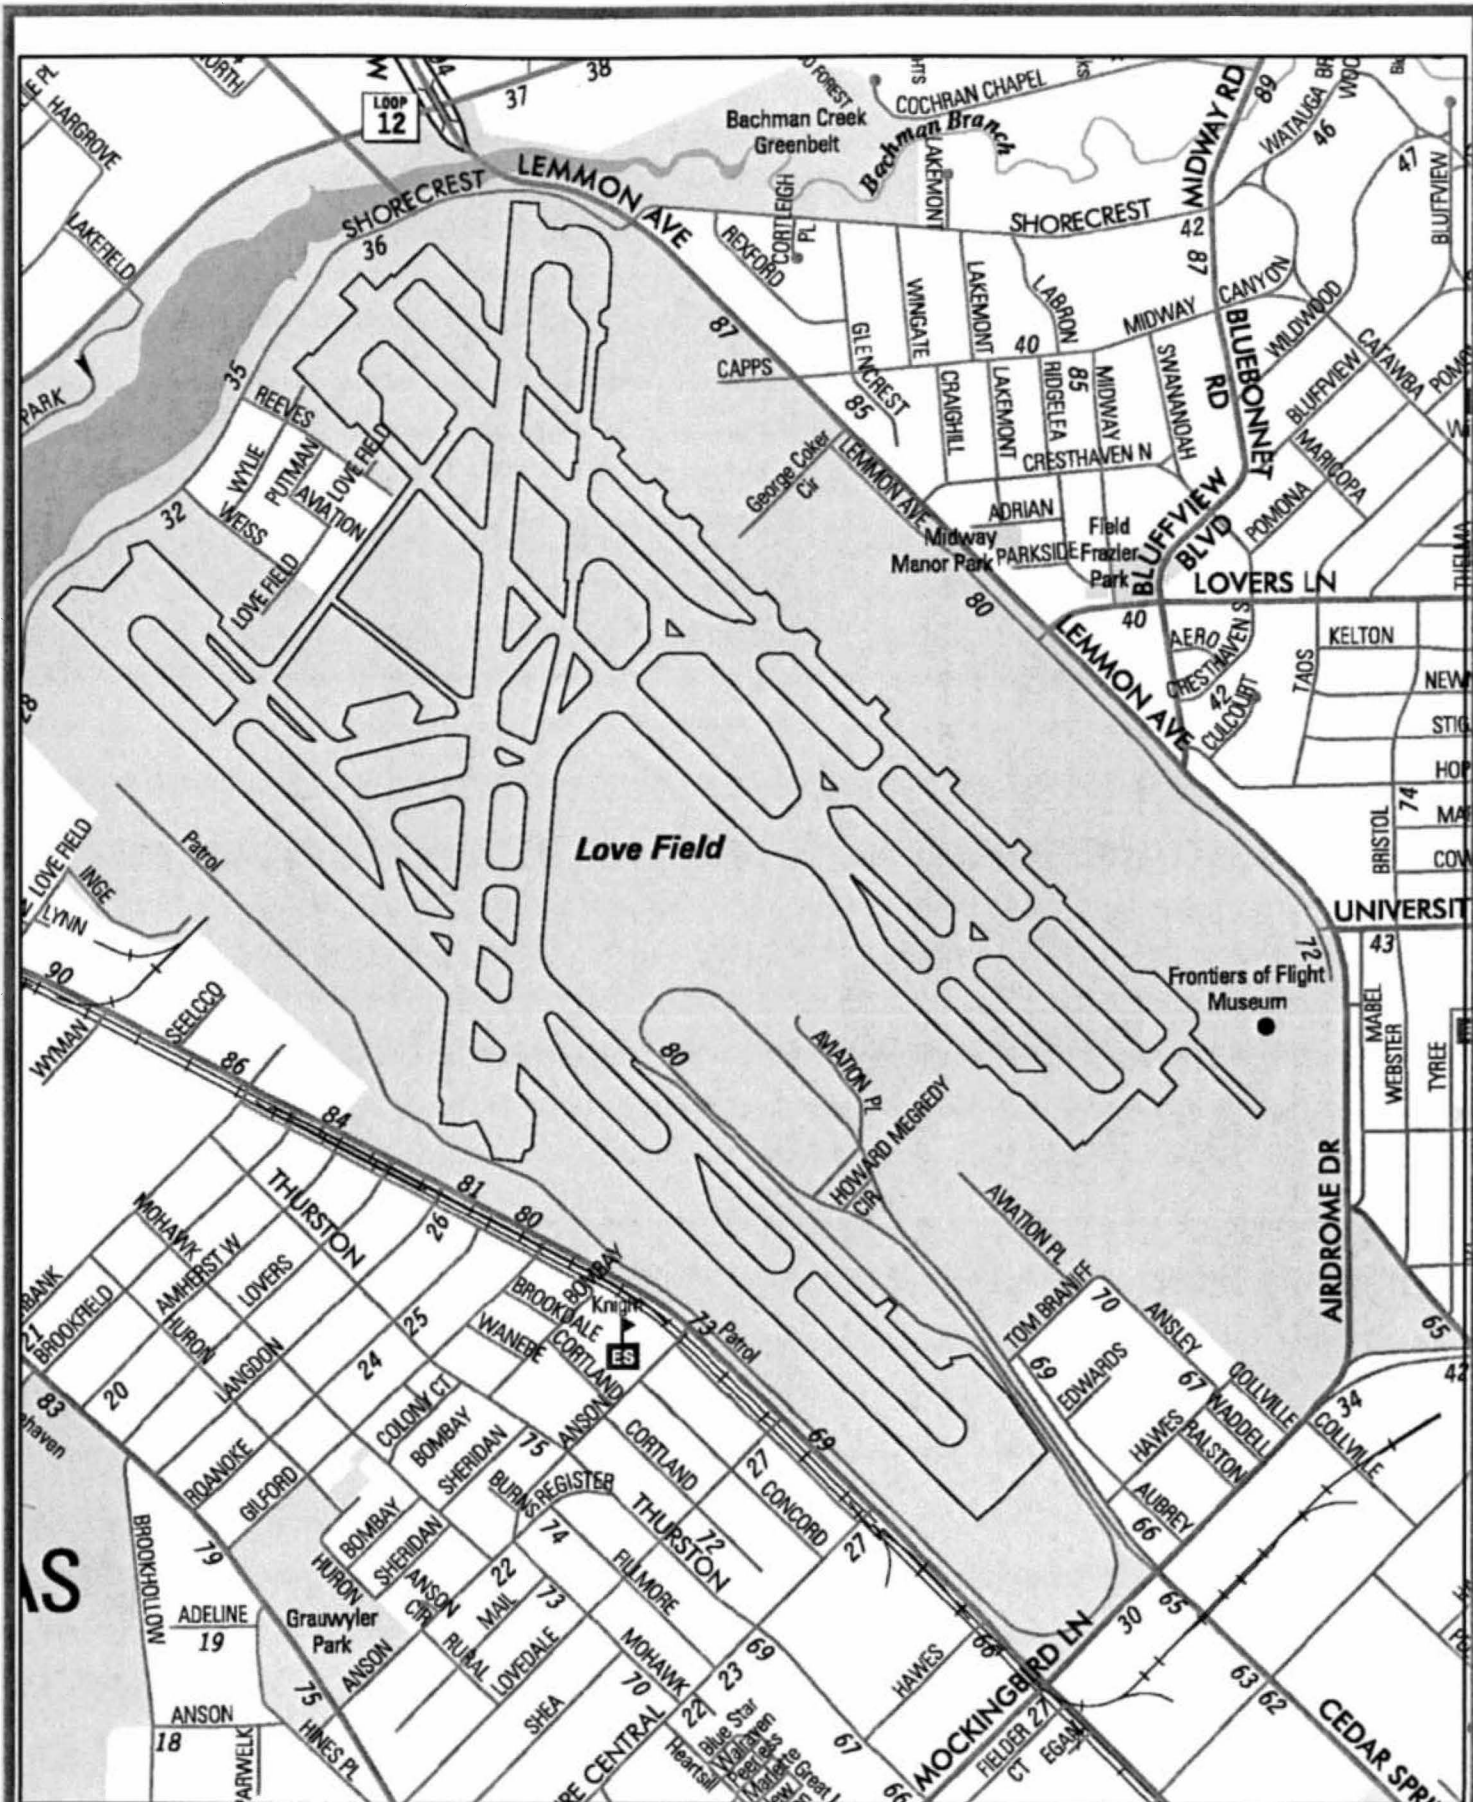 38
37
LOOP
12
HARGROVE
LAKEFIELD
PARK
COCHRAN CHAPEL
Bachman Creek
Greenbelt
Bachman Branch
LAKEMONT
MIDWAY RD
89
WATAUGA
46
47
BLUFFVIEW
LEMMON AVE
SHORECREST
36
REXFORD
CORTLEIGH
PL
SHORECREST
42
87
CANYON
WINGATE
LAKEMONT
LABRON
MIDWAY
BLUEBONNET
RD
WILDWOOD
CATAWBA
BLUFFVIEW
87
CAPPS
GLENCREST
85
40
CRAIGHILL
LAKEMONT
RIDGELEA
85
MIDWAY
SWANANOAH
MARICOPA
POMONA
CRESTHAVEN N
35
REEVES
WYLIE
PUTMAN
LOVE FIELD
AVIATION
WEISS
32
LOVE FIELD
28
George Coker
Cir
LEMMON AVE
ADRIAN
Midway
Manor Park
PARKSIDE
Field
Frazier
Park
BLUFFVIEW
BLVD
THELMA
LOVERS LN
80
40
LEMMON AVE
AERO
CRESTHAVEN S
42
CULCOURT
TAOS
KELTON
BRISTOL
74
Love Field
Patrol
LOVE FIELD
INGE
LYNN
90
WYMAN
SEELCCO
86
84
UNIVERSIT
43
72
Frontiers of Flight
Museum
MABEL
WEBSTER
TYREE
80
AVIATION PL
HOWARD MEGREDY
CIR
AVIATION PL
AIRDROME DR
81
80
26
THURSTON
MOHAWK
AMHERST W
LOVERS
HURON
BROOKFIELD
21
LANGDON
25
24
20
83
BOMBAY
BROOKDALE
Knight
ES
WANEBE
CORTLAND
73
Patrol
TOM BRANIFF
70
ANSLEY
69
EDWARDS
67
COLLVILLE
WADDELL
HAWES
RALSTON
AUBREY
66
34
COLLVILLE
65
42
COLONY CT
BOMBAY
SHERIDAN
75
ANSON
CORTLAND
69
27
CONCORD
27
ROANOKE
GILFORD
BURNS
REGISTER
74
THURSTON
72
FILLMORE
BOMBAY
SHERIDAN
HURON
ANSON
CIR
22
MAIL
73
RURAL
LOVEDALE
BROOKHOLLOW
79
ADELINE
19
Grauwyler
Park
ANSON
75
ANSON
18
HINES PL
SHEA
70
MOHAWK
69
23
22
HAWES
66
67
66
MOCKINGBIRD LN
30
65
63
62
CEDAR SPRI
FIELDER
27
CT
EGAN
Blue Star
Walraven
Peerless
Marlette
Heartsill
Great